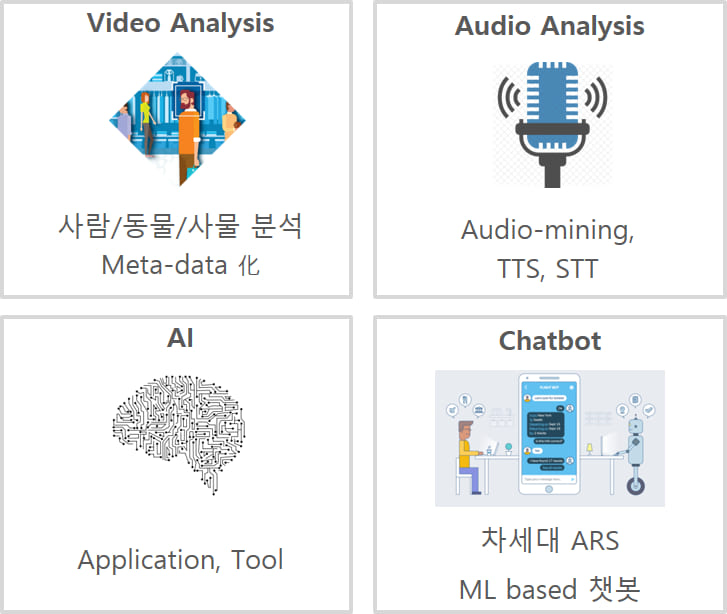 Video Analysis
사람/동물/사물 분석
Meta-data 化
Audio Analysis
Audio-mining,
TTS, STT
AI
Application, Tool
Chatbot
차세대 ARS
ML based 챗봇